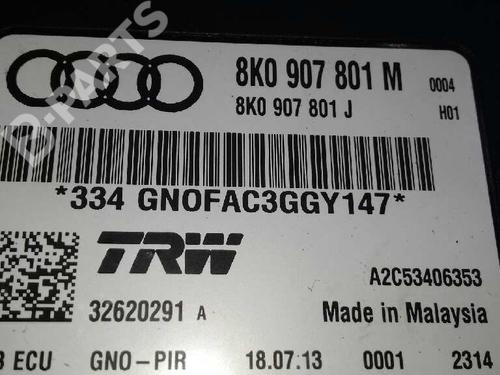 8K0 907 801 M 0004
8K0 907 801 J H01
*334 GNOFAC3GGY147*
TRW
A2C53406353
32620291 A Made in Malaysia
ECU GNO-PIR 18.07.13 0001 2314
B-PARTS